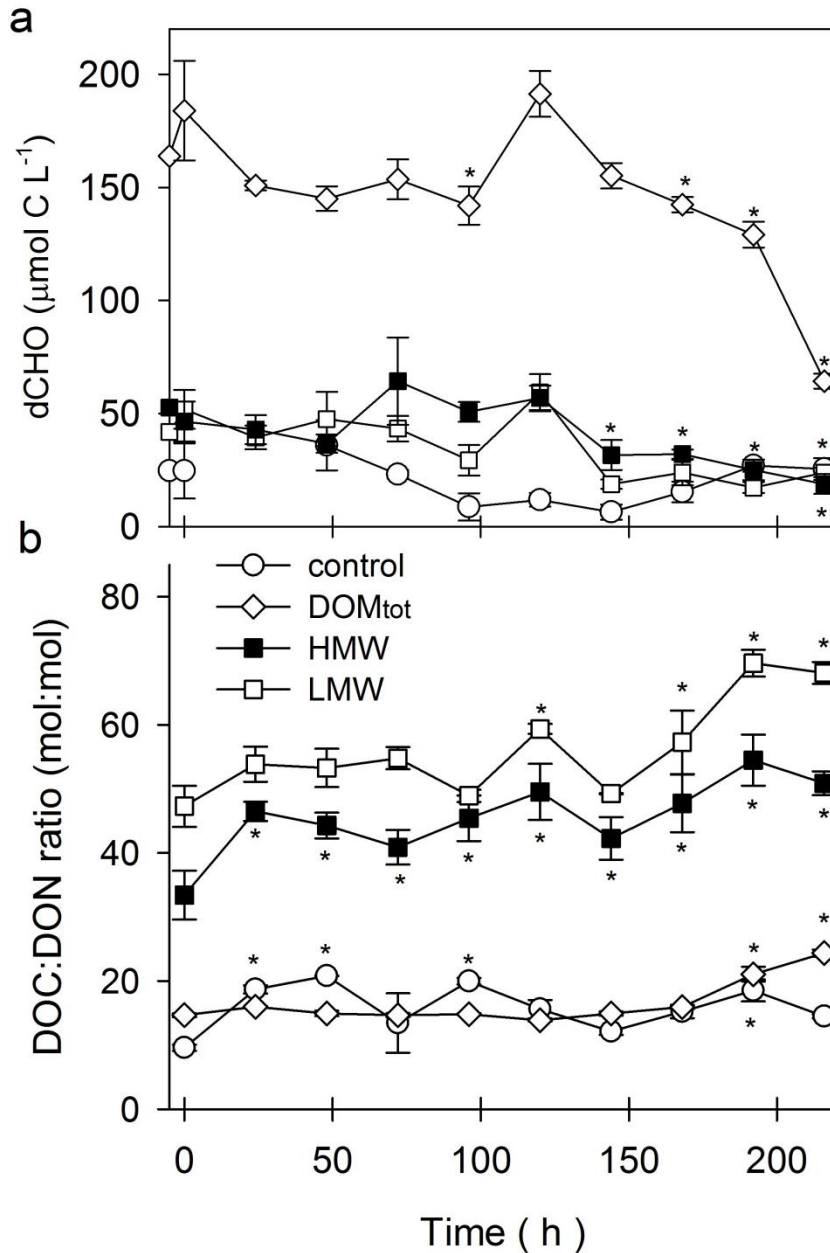 a
dCHO (μmol C L⁻¹)
200
150
100
50
0
* * * *
* * * *
*
b
DOC:DON ratio (mol:mol)
80
60
40
20
0
control
DOMtot
HMW
LMW
* * * *
* * * * * * * * *
* * * * *
*
0 50 100 150 200
Time ( h )